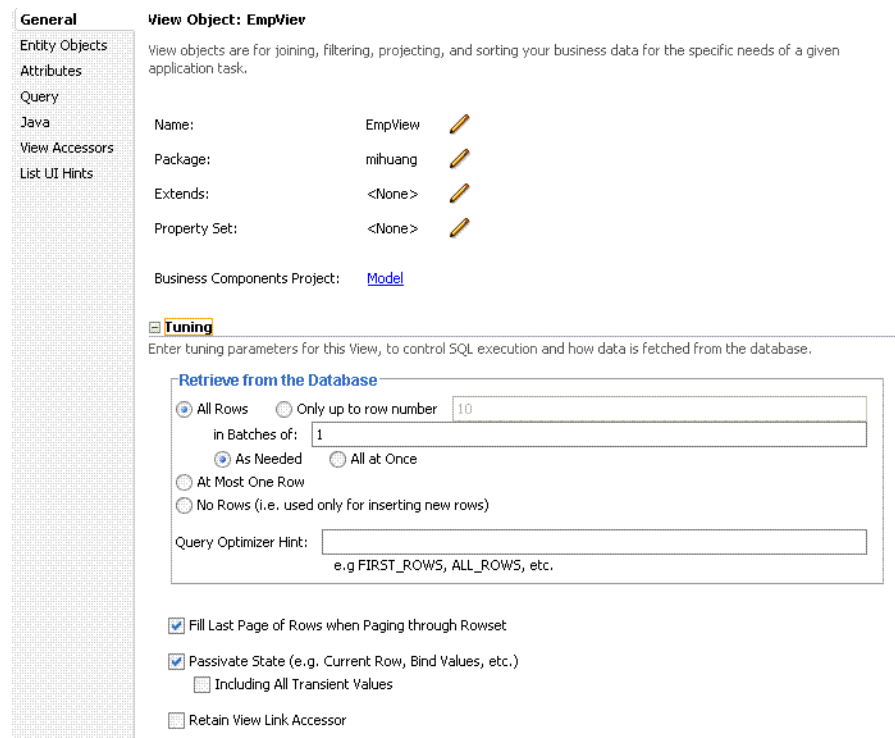 General
Entity Objects
Attributes
Query
Java
View Accessors
List UI Hints
View Object: EmpView
View objects are for joining, filtering, projecting, and sorting your business data for the specific needs of a given
application task.
Name: EmpView
Package: mihuang
Extends: <None>
Property Set: <None>
Business Components Project: Model
Tuning
Enter tuning parameters for this View, to control SQL execution and how data is fetched from the database.
Retrieve from the Database
All Rows Only up to row number 10
in Batches of: 1
As Needed All at Once
At Most One Row
No Rows (i.e. used only for inserting new rows)
Query Optimizer Hint:
e.g FIRST_ROWS, ALL_ROWS, etc.
Fill Last Page of Rows when Paging through Rowset
Passivate State (e.g. Current Row, Bind Values, etc.)
Including All Transient Values
Retain View Link Accessor